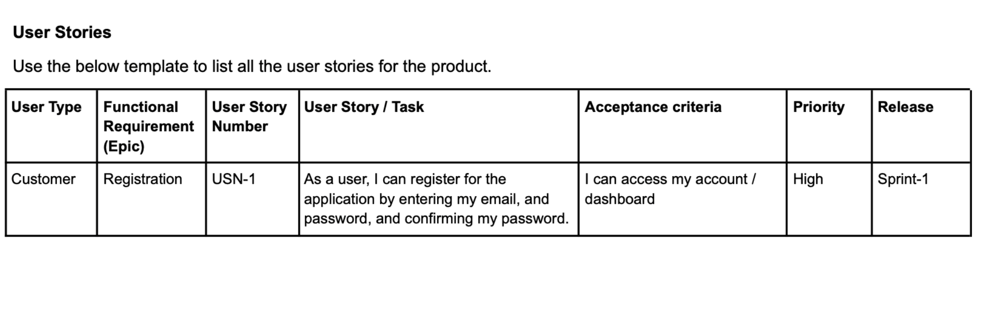 User Stories
Use the below template to list all the user stories for the product.
User Type
Functional
Requirement
(Epic)
User Story
Number
User Story / Task
Acceptance criteria
Priority
Release
Customer
Registration
USN-1
As a user, I can register for the
application by entering my email, and
password, and confirming my password.
I can access my account /
dashboard
High
Sprint-1